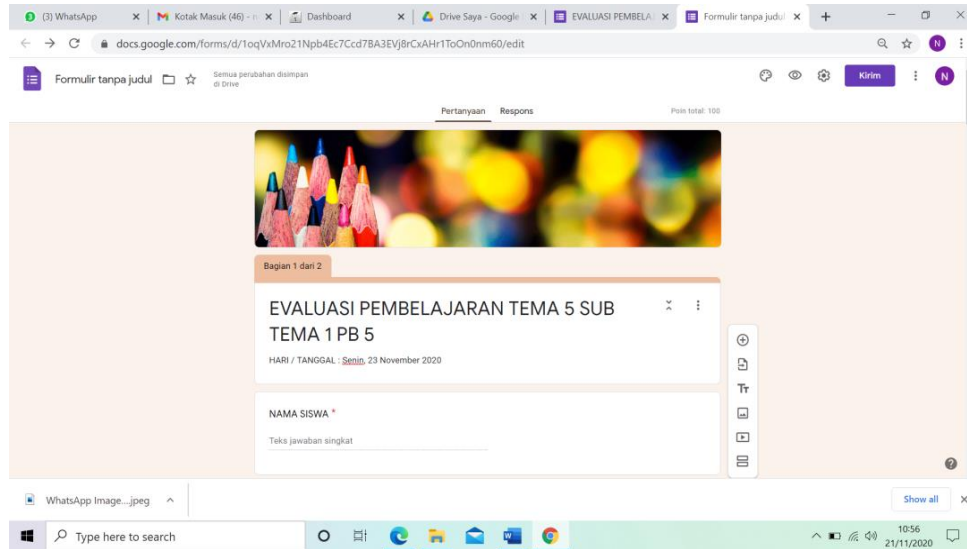 (3) WhatsApp
Kotak Masuk (46) - n
Dashboard
Drive Saya - Google
EVALUASI PEMBELA
Formulir tanpa judul
docs.google.com/forms/d/1oqVxMro21Npb4Ec7Ccd7BA3EVj8rCxAHr1ToOn0nm60/edit
N
Formulir tanpa judul
Semua perubahan disimpan
di Drive
Kirim
N
Pertanyaan Respons
Poin total: 100
Bagian 1 dari 2
EVALUASI PEMBELAJARAN TEMA 5 SUB
TEMA 1 PB 5
HARI / TANGGAL : Senin, 23 November 2020
Tт
NAMA SISWA *
Teks jawaban singkat
WhatsApp Image....jpeg
Show all
Type here to search
10:56
21/11/2020